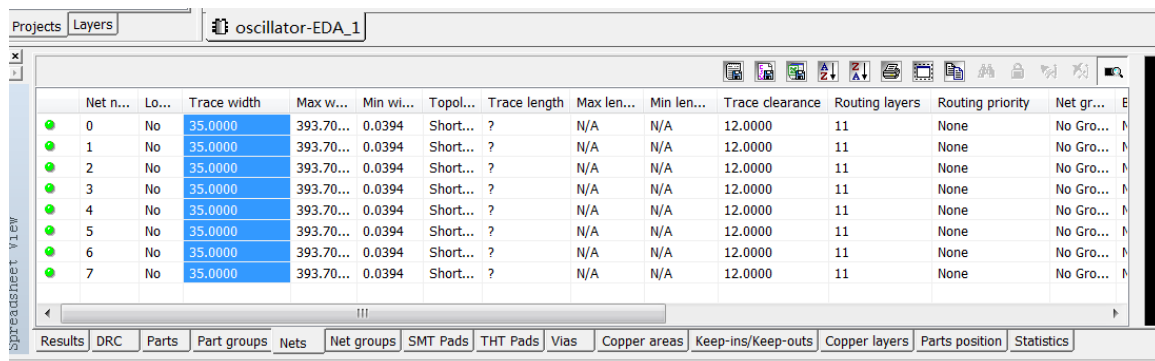 Projects Layers oscillator-EDA_1
Net n... Lo... Trace width Max w... Min wi... Topol... Trace length Max len... Min len... Trace clearance Routing layers Routing priority Net gr... E
0 No 35.0000 393.70... 0.0394 Short... ? N/A N/A 12.0000 11 None No Gro... N
1 No 35.0000 393.70... 0.0394 Short... ? N/A N/A 12.0000 11 None No Gro... N
2 No 35.0000 393.70... 0.0394 Short... ? N/A N/A 12.0000 11 None No Gro... N
3 No 35.0000 393.70... 0.0394 Short... ? N/A N/A 12.0000 11 None No Gro... N
4 No 35.0000 393.70... 0.0394 Short... ? N/A N/A 12.0000 11 None No Gro... N
5 No 35.0000 393.70... 0.0394 Short... ? N/A N/A 12.0000 11 None No Gro... N
6 No 35.0000 393.70... 0.0394 Short... ? N/A N/A 12.0000 11 None No Gro... N
7 No 35.0000 393.70... 0.0394 Short... ? N/A N/A 12.0000 11 None No Gro... N
Spreadsheet View
Results DRC Parts Part groups Nets Net groups SMT Pads THT Pads Vias Copper areas Keep-ins/Keep-outs Copper layers Parts position Statistics